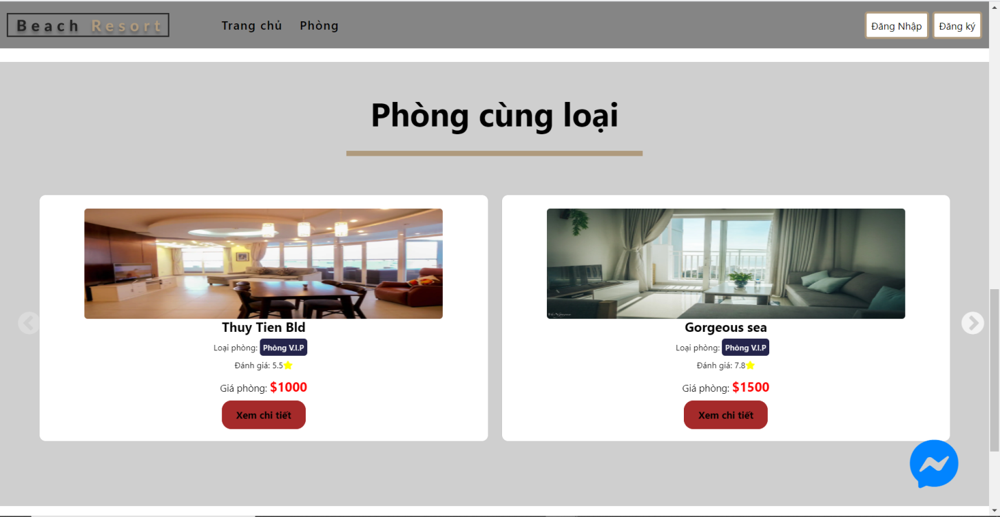 Beach Resort
Trang chủ
Phòng
Đăng Nhập
Đăng ký
Phòng cùng loại
Thuy Tien Bld
Loại phòng: Phòng V.I.P
Đánh giá: 5.5
Giá phòng: $1000
Xem chi tiết
Gorgeous sea
Loại phòng: Phòng V.I.P
Đánh giá: 7.8
Giá phòng: $1500
Xem chi tiết